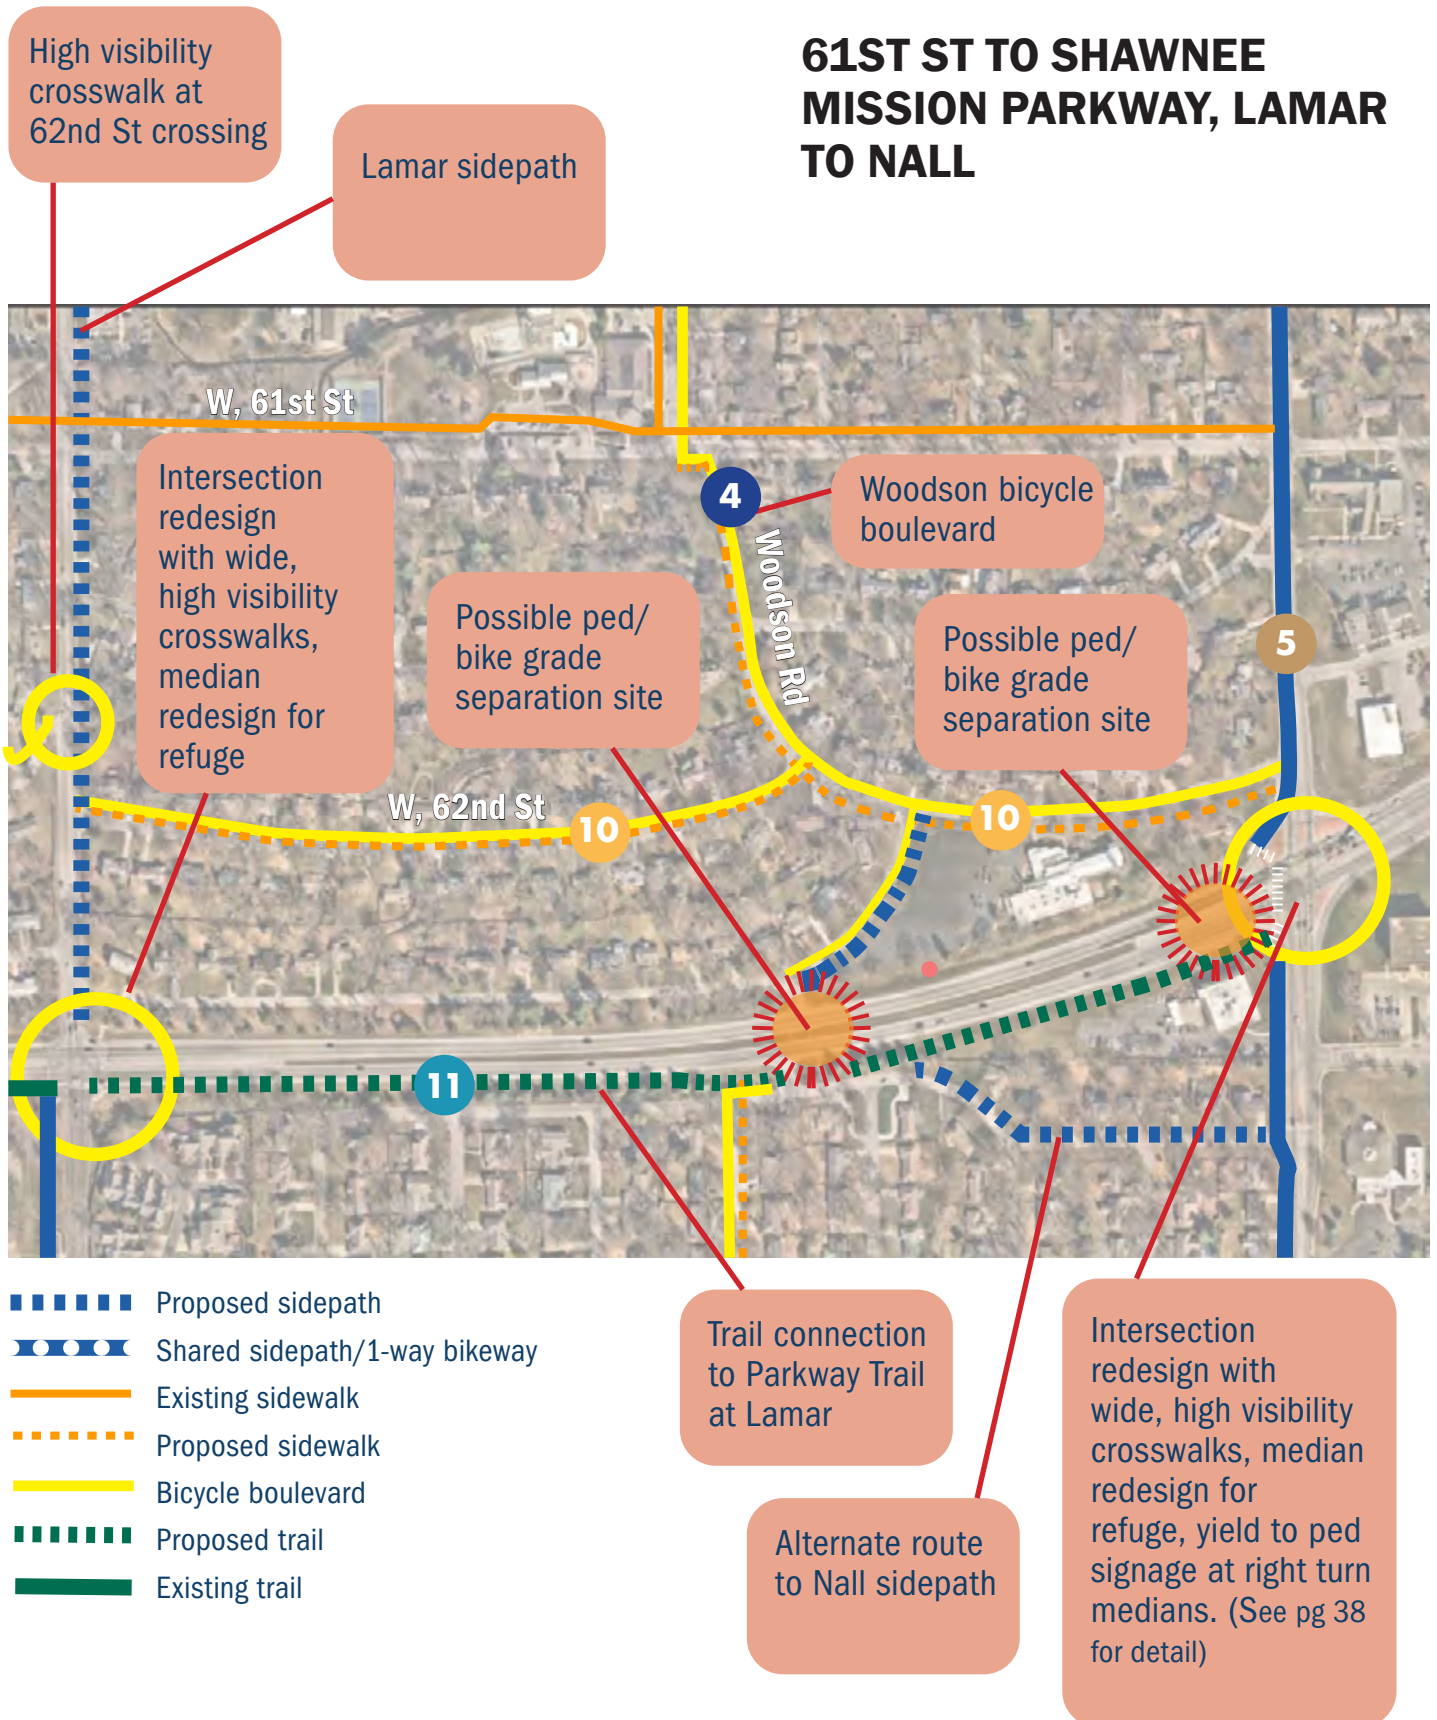 61ST ST TO SHAWNEE
MISSION PARKWAY, LAMAR
TO NALL
High visibility
crosswalk at
62nd St crossing
Lamar sidepath
W, 61st St
Intersection
redesign
with wide,
high visibility
crosswalks,
median
redesign for
refuge
4
Woodson bicycle
boulevard
Woodson Rd
Possible ped/
bike grade
separation site
Possible ped/
bike grade
separation site
5
W, 62nd St
10
10
11
Proposed sidepath
Shared sidepath/1-way bikeway
Existing sidewalk
Proposed sidewalk
Bicycle boulevard
Proposed trail
Existing trail
Trail connection
to Parkway Trail
at Lamar
Alternate route
to Nall sidepath
Intersection
redesign with
wide, high visibility
crosswalks, median
redesign for
refuge, yield to ped
signage at right turn
medians. (See pg 38
for detail)